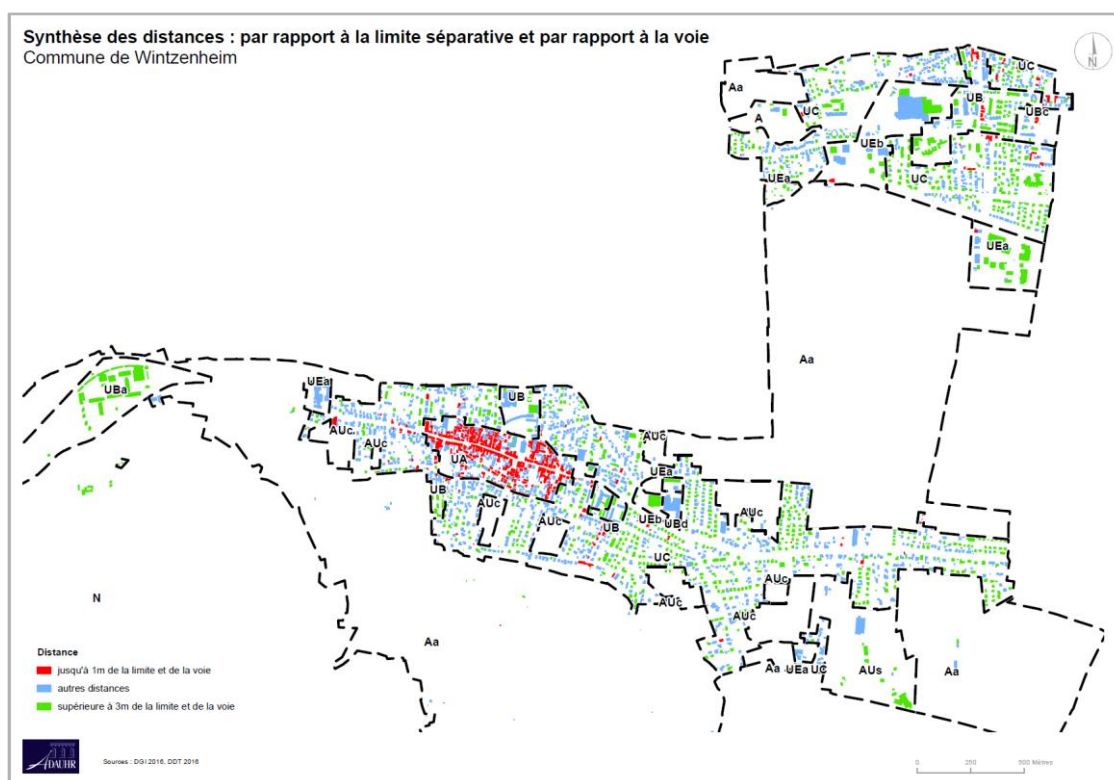 Synthèse des distances : par rapport à la limite séparative et par rapport à la voie
Commune de Wintzenheim
N
UC
Aa
UB
UC
UBc
A
UEb
UEa
UC
UEa
Aa
UBa
UEa
UB
AUc
AUc
AUc
UA
UEa
UB
AUc
AUc
UEb
UBd
AUc
UB
UC
AUc
N
AUc
AUc
Aa
Aa
UEa
UC
AUs
Aa
Distance
jusqu'à 1m de la limite et de la voie
autres distances
supérieure à 3m de la limite et de la voie
ADAUHR
Sources : DGI 2016, DDT 2016
0 250 500 Mètres